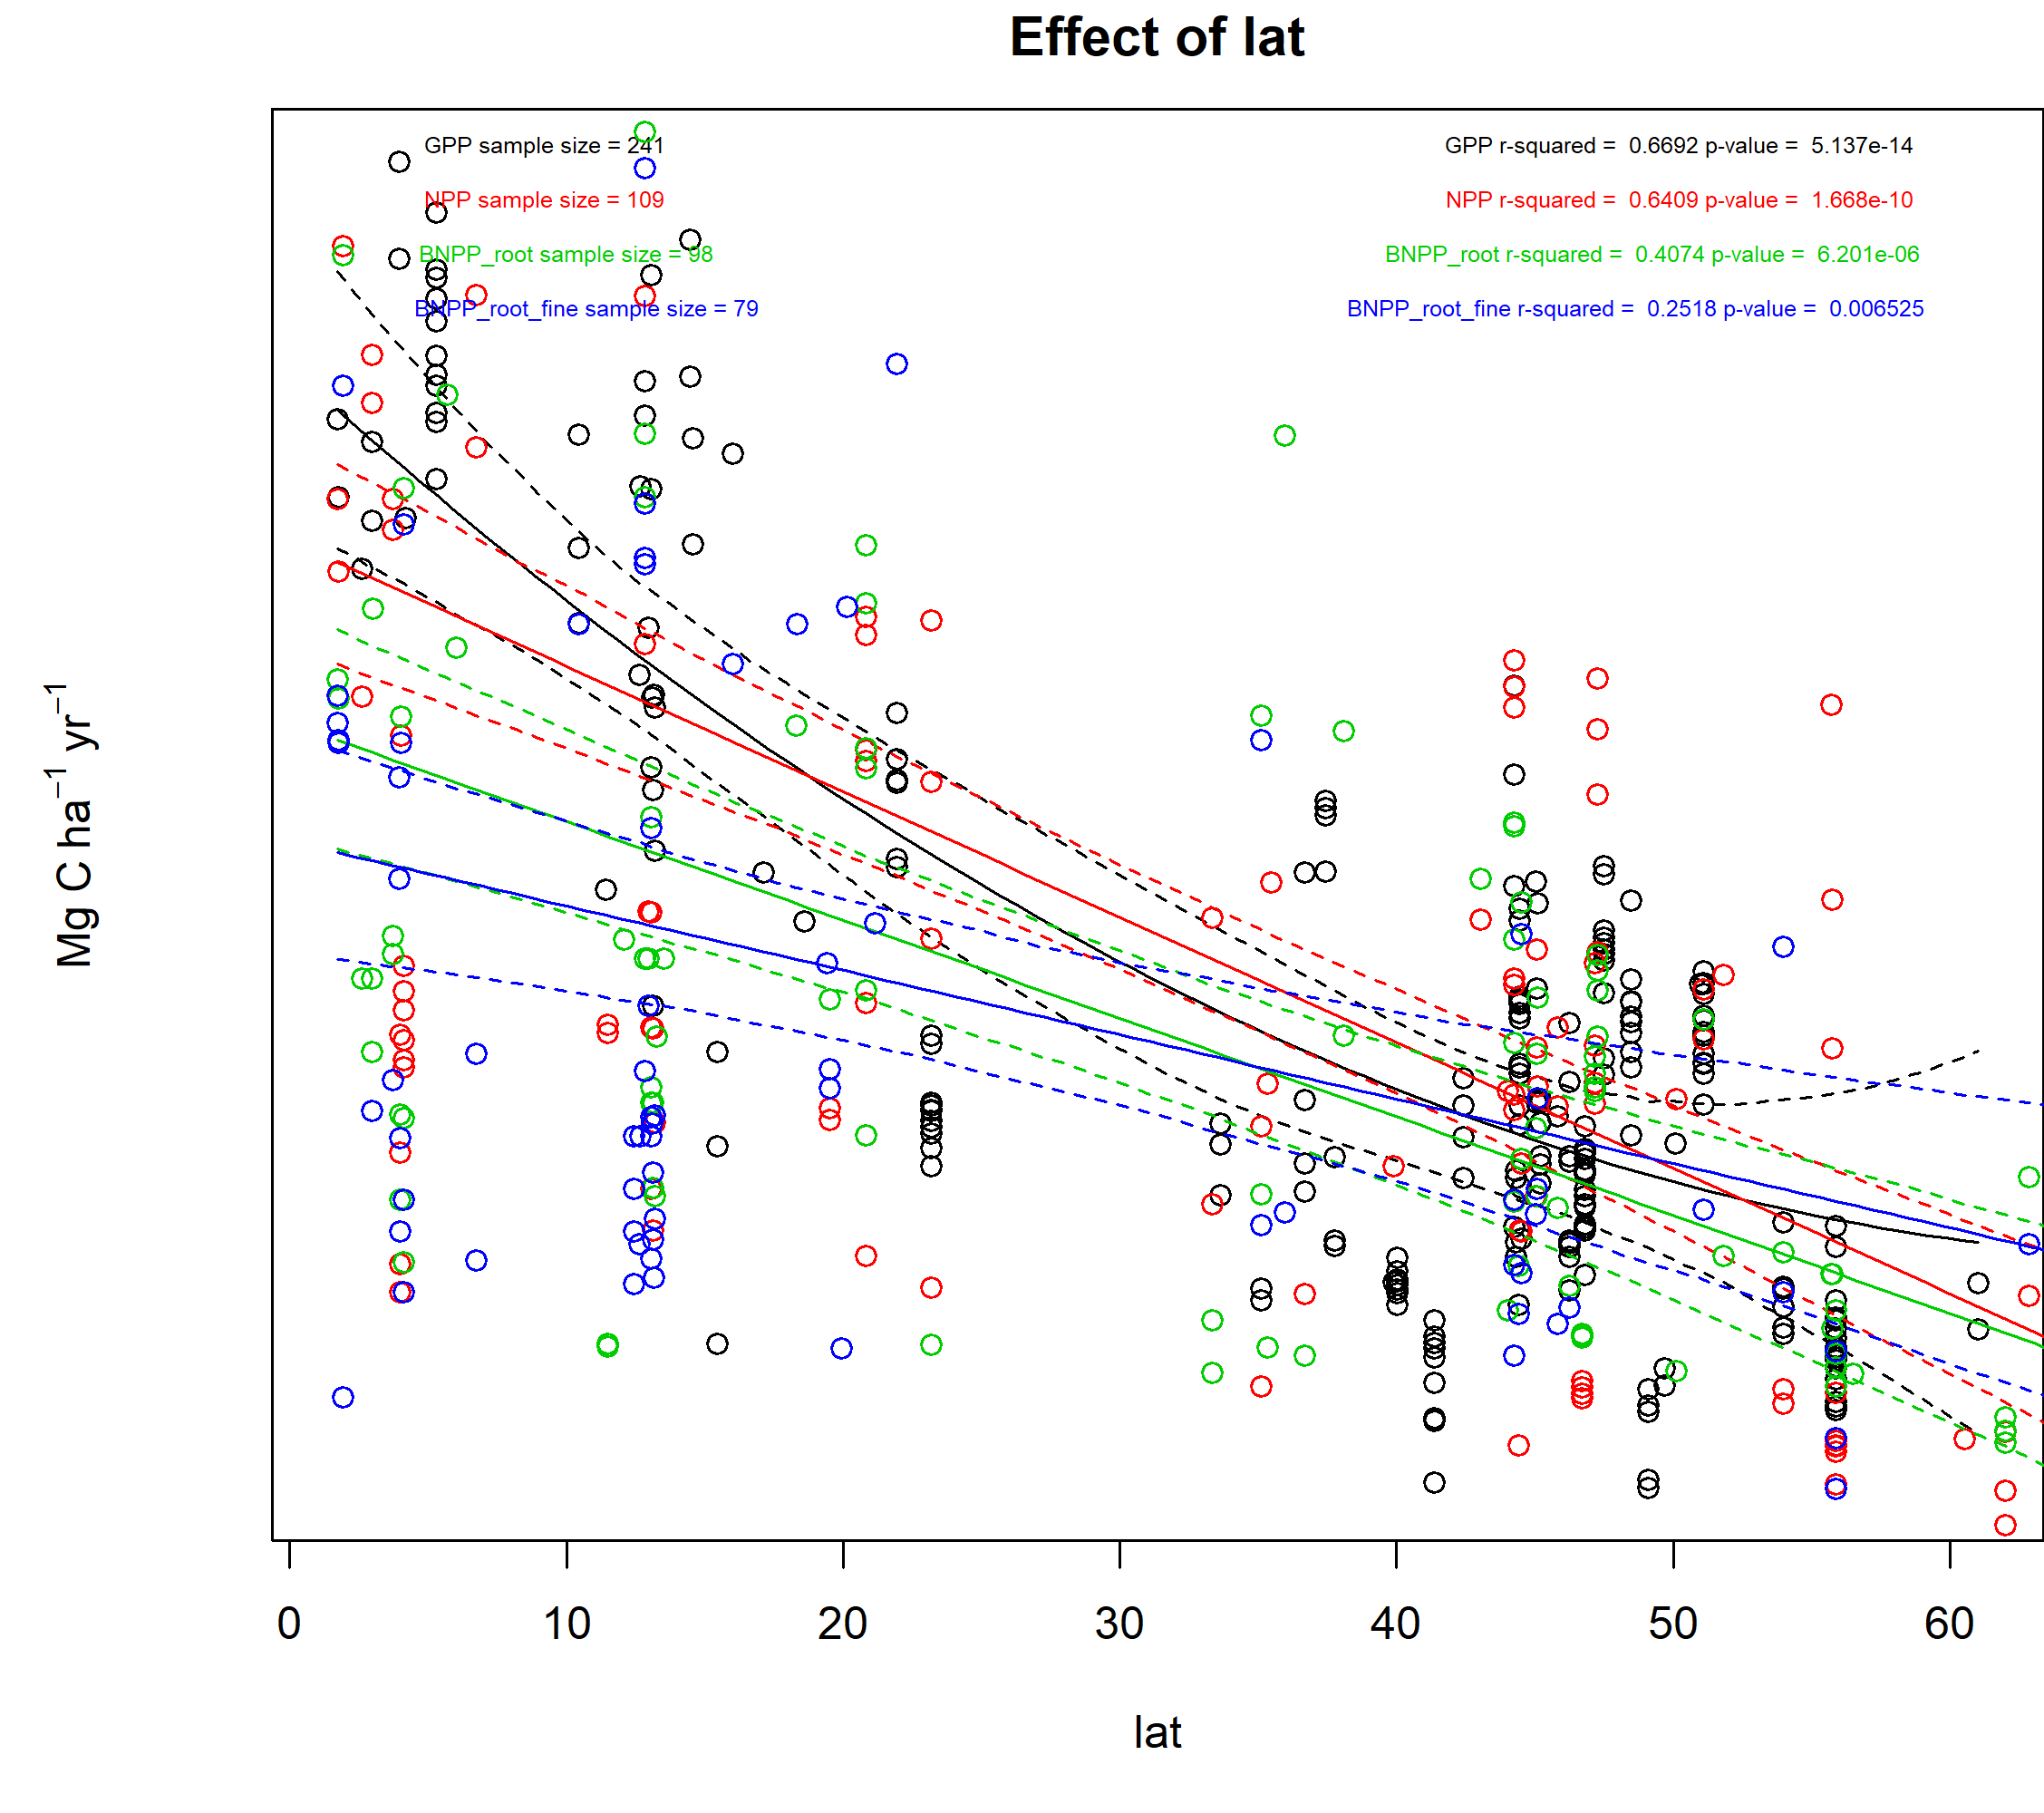 Effect of lat
GPP sample size = 241
NPP sample size = 109
BNPP_root sample size = 98
BNPP_root_fine sample size = 79
GPP r-squared = 0.6692 p-value = 5.137e-14
NPP r-squared = 0.6409 p-value = 1.668e-10
BNPP_root r-squared = 0.4074 p-value = 6.201e-06
BNPP_root_fine r-squared = 0.2518 p-value = 0.006525
Mg C ha⁻¹ yr⁻¹
0 10 20 30 40 50 60
lat